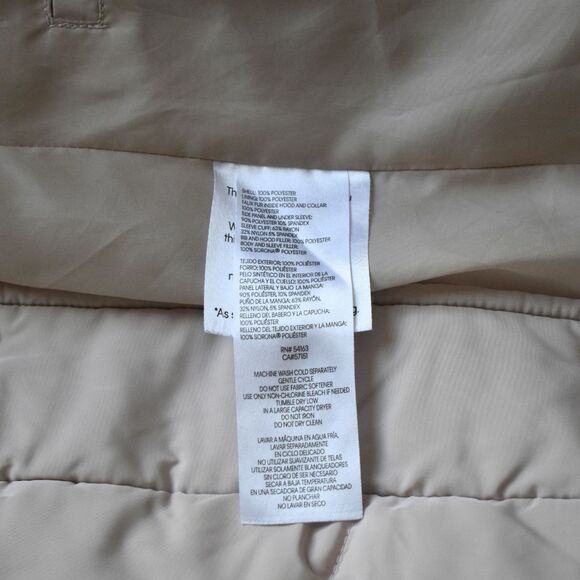 Th
SHELL: 100% POLYESTER
LINING: 100% POLYESTER
FAUX FUR INSIDE HOOD AND COLLAR:
100% POLYESTER
SIDE PANEL AND UNDER SLEEVE:
90% POLYESTER 10% SPANDEX
SLEEVE CUFF: 63% RAYON
32% NYLON 5% SPANDEX
BIB AND HOOD FILLER: 100% POLYESTER
BODY AND SLEEVE FILLER:
100% SORONA® POLYESTER
TEJIDO EXTERIOR: 100% POLIÉSTER
FORRO: 100% POLIÉSTER
PELO SINTÉTICO EN EL INTERIOR DE LA
CAPUCHA Y EL CUELLO: 100% POLIÉSTER
PANEL LATERAL Y BAJO LA MANGA:
90% POLIÉSTER, 10% SPANDEX
PUÑO DE LA MANGA: 63% RAYÓN,
32% NYLON, 5% SPANDEX
RELLENO DEL BABERO Y LA CAPUCHA:
100% POLIÉSTER
RELLENO DEL TEJIDO EXTERIOR Y LA MANGA:
100% SORONA® POLIÉSTER
W
thi
*As s
g.
RN# 54163
CA#57151
MACHINE WASH COLD SEPARATELY
GENTLE CYCLE
DO NOT USE FABRIC SOFTENER
USE ONLY NON-CHLORINE BLEACH IF NEEDED
TUMBLE DRY LOW
IN A LARGE CAPACITY DRYER
DO NOT IRON
DO NOT DRY CLEAN
LAVAR A MÁQUINA EN AGUA FRÍA,
LAVAR SEPARADAMENTE
EN CICLO DELICADO
NO UTILIZAR SUAVIZANTE DE TELAS
UTILIZAR SOLAMENTE BLANQUEADORES
SIN CLORO DE SER NECESARIO
SECAR A BAJA TEMPERATURA
EN UNA SECADORA DE GRAN CAPACIDAD
NO PLANCHAR
NO LAVAR EN SECO